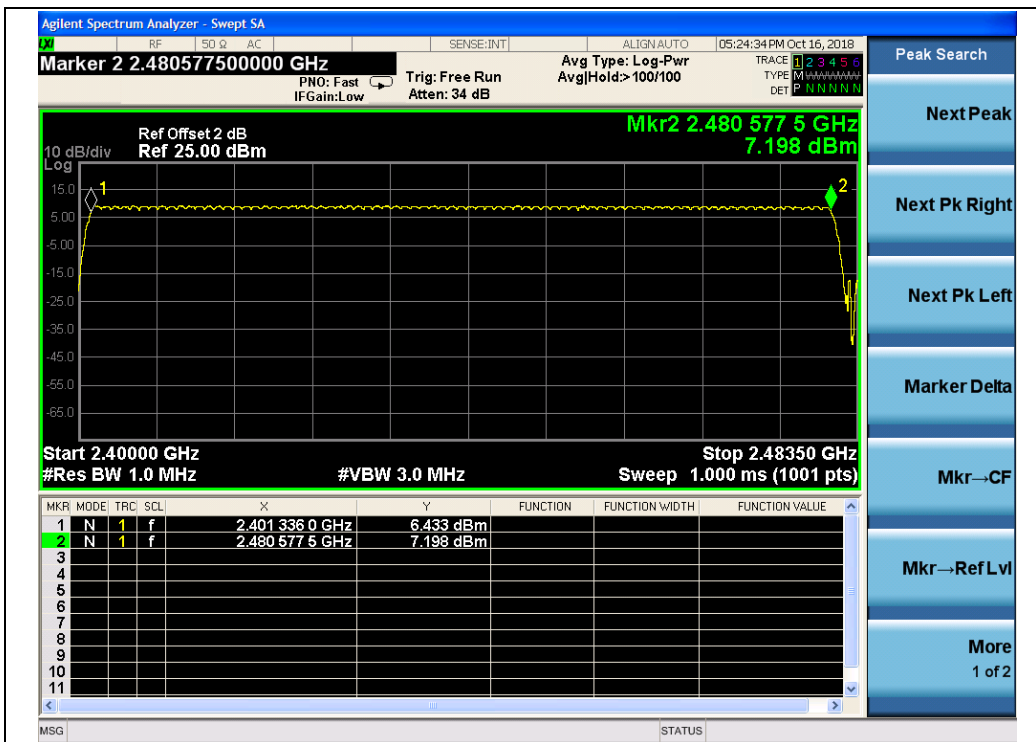 Agilent Spectrum Analyzer - Swept SA
LXI RF 50 Ω AC SENSE:INT ALIGN AUTO 05:24:34 PM Oct 16, 2018
Marker 2 2.480577500000 GHz
PNO: Fast
IFGain:Low
Trig: Free Run
Atten: 34 dB
Avg Type: Log-Pwr
Avg|Hold:>100/100
TRACE 1 2 3 4 5 6
TYPE M
DET P N N N N N
Peak Search
Next Peak
Next Pk Right
Next Pk Left
Marker Delta
Mkr→CF
Mkr→Ref Lvl
More
1 of 2
Mkr2 2.480 577 5 GHz
7.198 dBm
Ref Offset 2 dB
10 dB/div Ref 25.00 dBm
Log
15.0
5.00
-5.00
-15.0
-25.0
-35.0
-45.0
-55.0
-65.0
1
2
Start 2.40000 GHz Stop 2.48350 GHz
#Res BW 1.0 MHz #VBW 3.0 MHz Sweep 1.000 ms (1001 pts)
MKR MODE TRC SCL X Y FUNCTION FUNCTION WIDTH FUNCTION VALUE
1 N 1 f 2.401 336 0 GHz 6.433 dBm
2 N 1 f 2.480 577 5 GHz 7.198 dBm
3
4
5
6
7
8
9
10
11
MSG STATUS